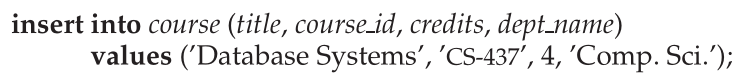 insert into course (title, course_id, credits, dept_name)
values ('Database Systems', 'CS-437', 4, 'Comp. Sci.');